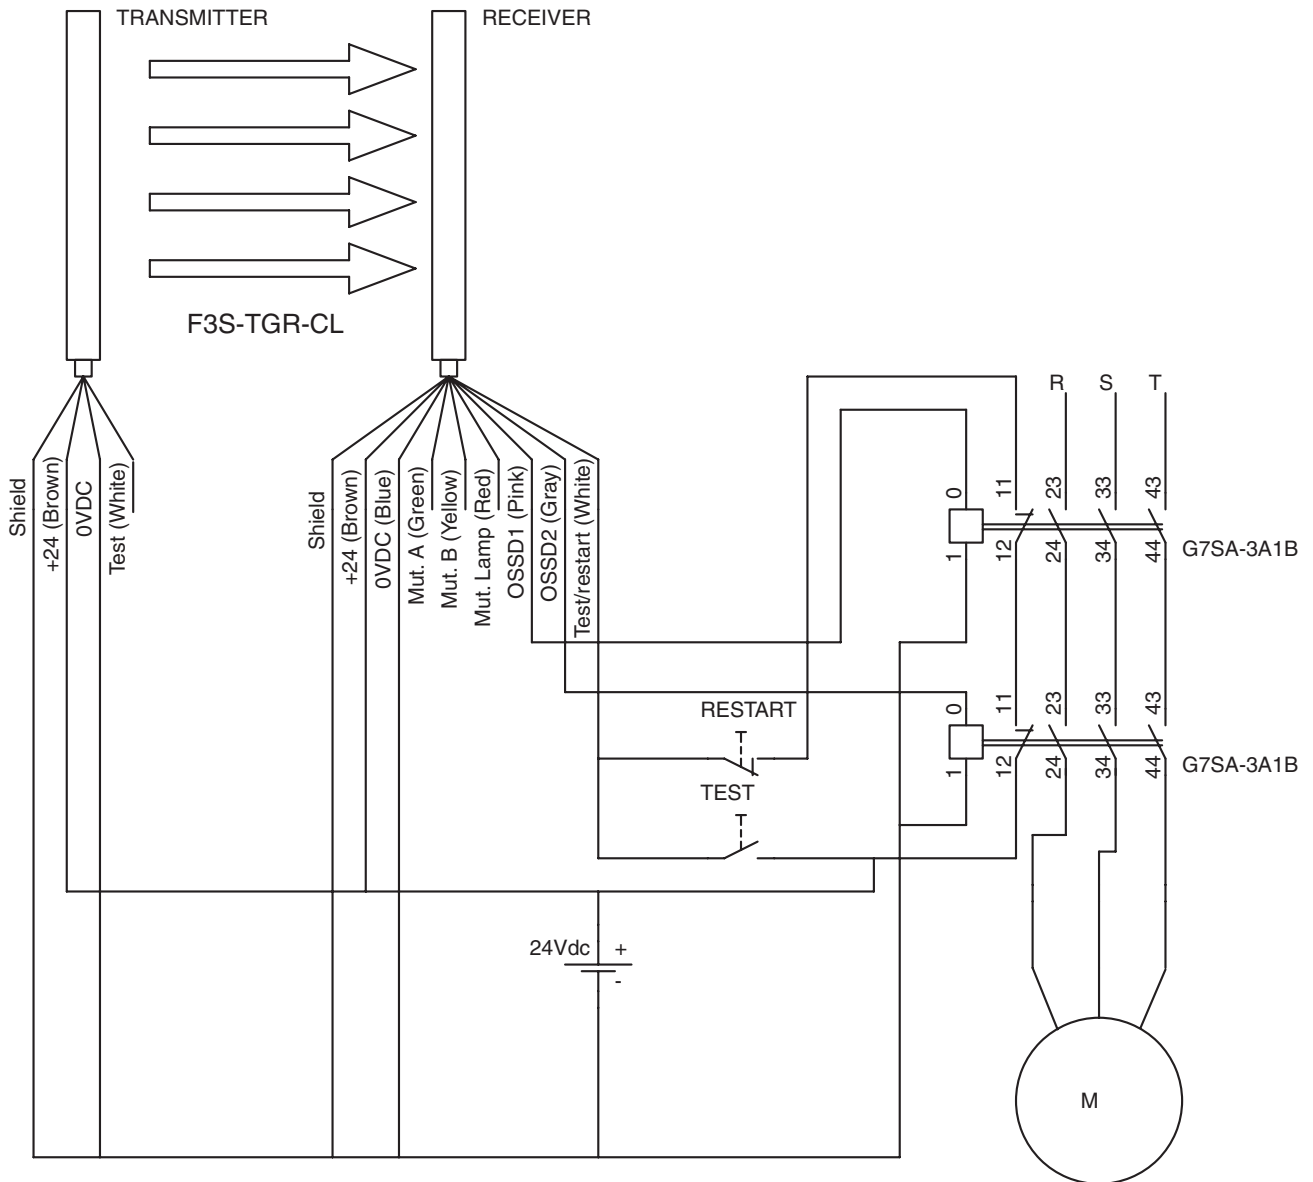 TRANSMITTER
RECEIVER
F3S-TGR-CL
Shield
+24 (Brown)
0VDC
Test (White)
Shield
+24 (Brown)
0VDC (Blue)
Mut. A (Green)
Mut. B (Yellow)
Mut. Lamp (Red)
OSSD1 (Pink)
OSSD2 (Gray)
Test/restart (White)
R S T
0 11 23 33 43
1 12 24 34 44
G7SA-3A1B
0 11 23 33 43
1 12 24 34 44
G7SA-3A1B
RESTART
TEST
24Vdc +
-
M